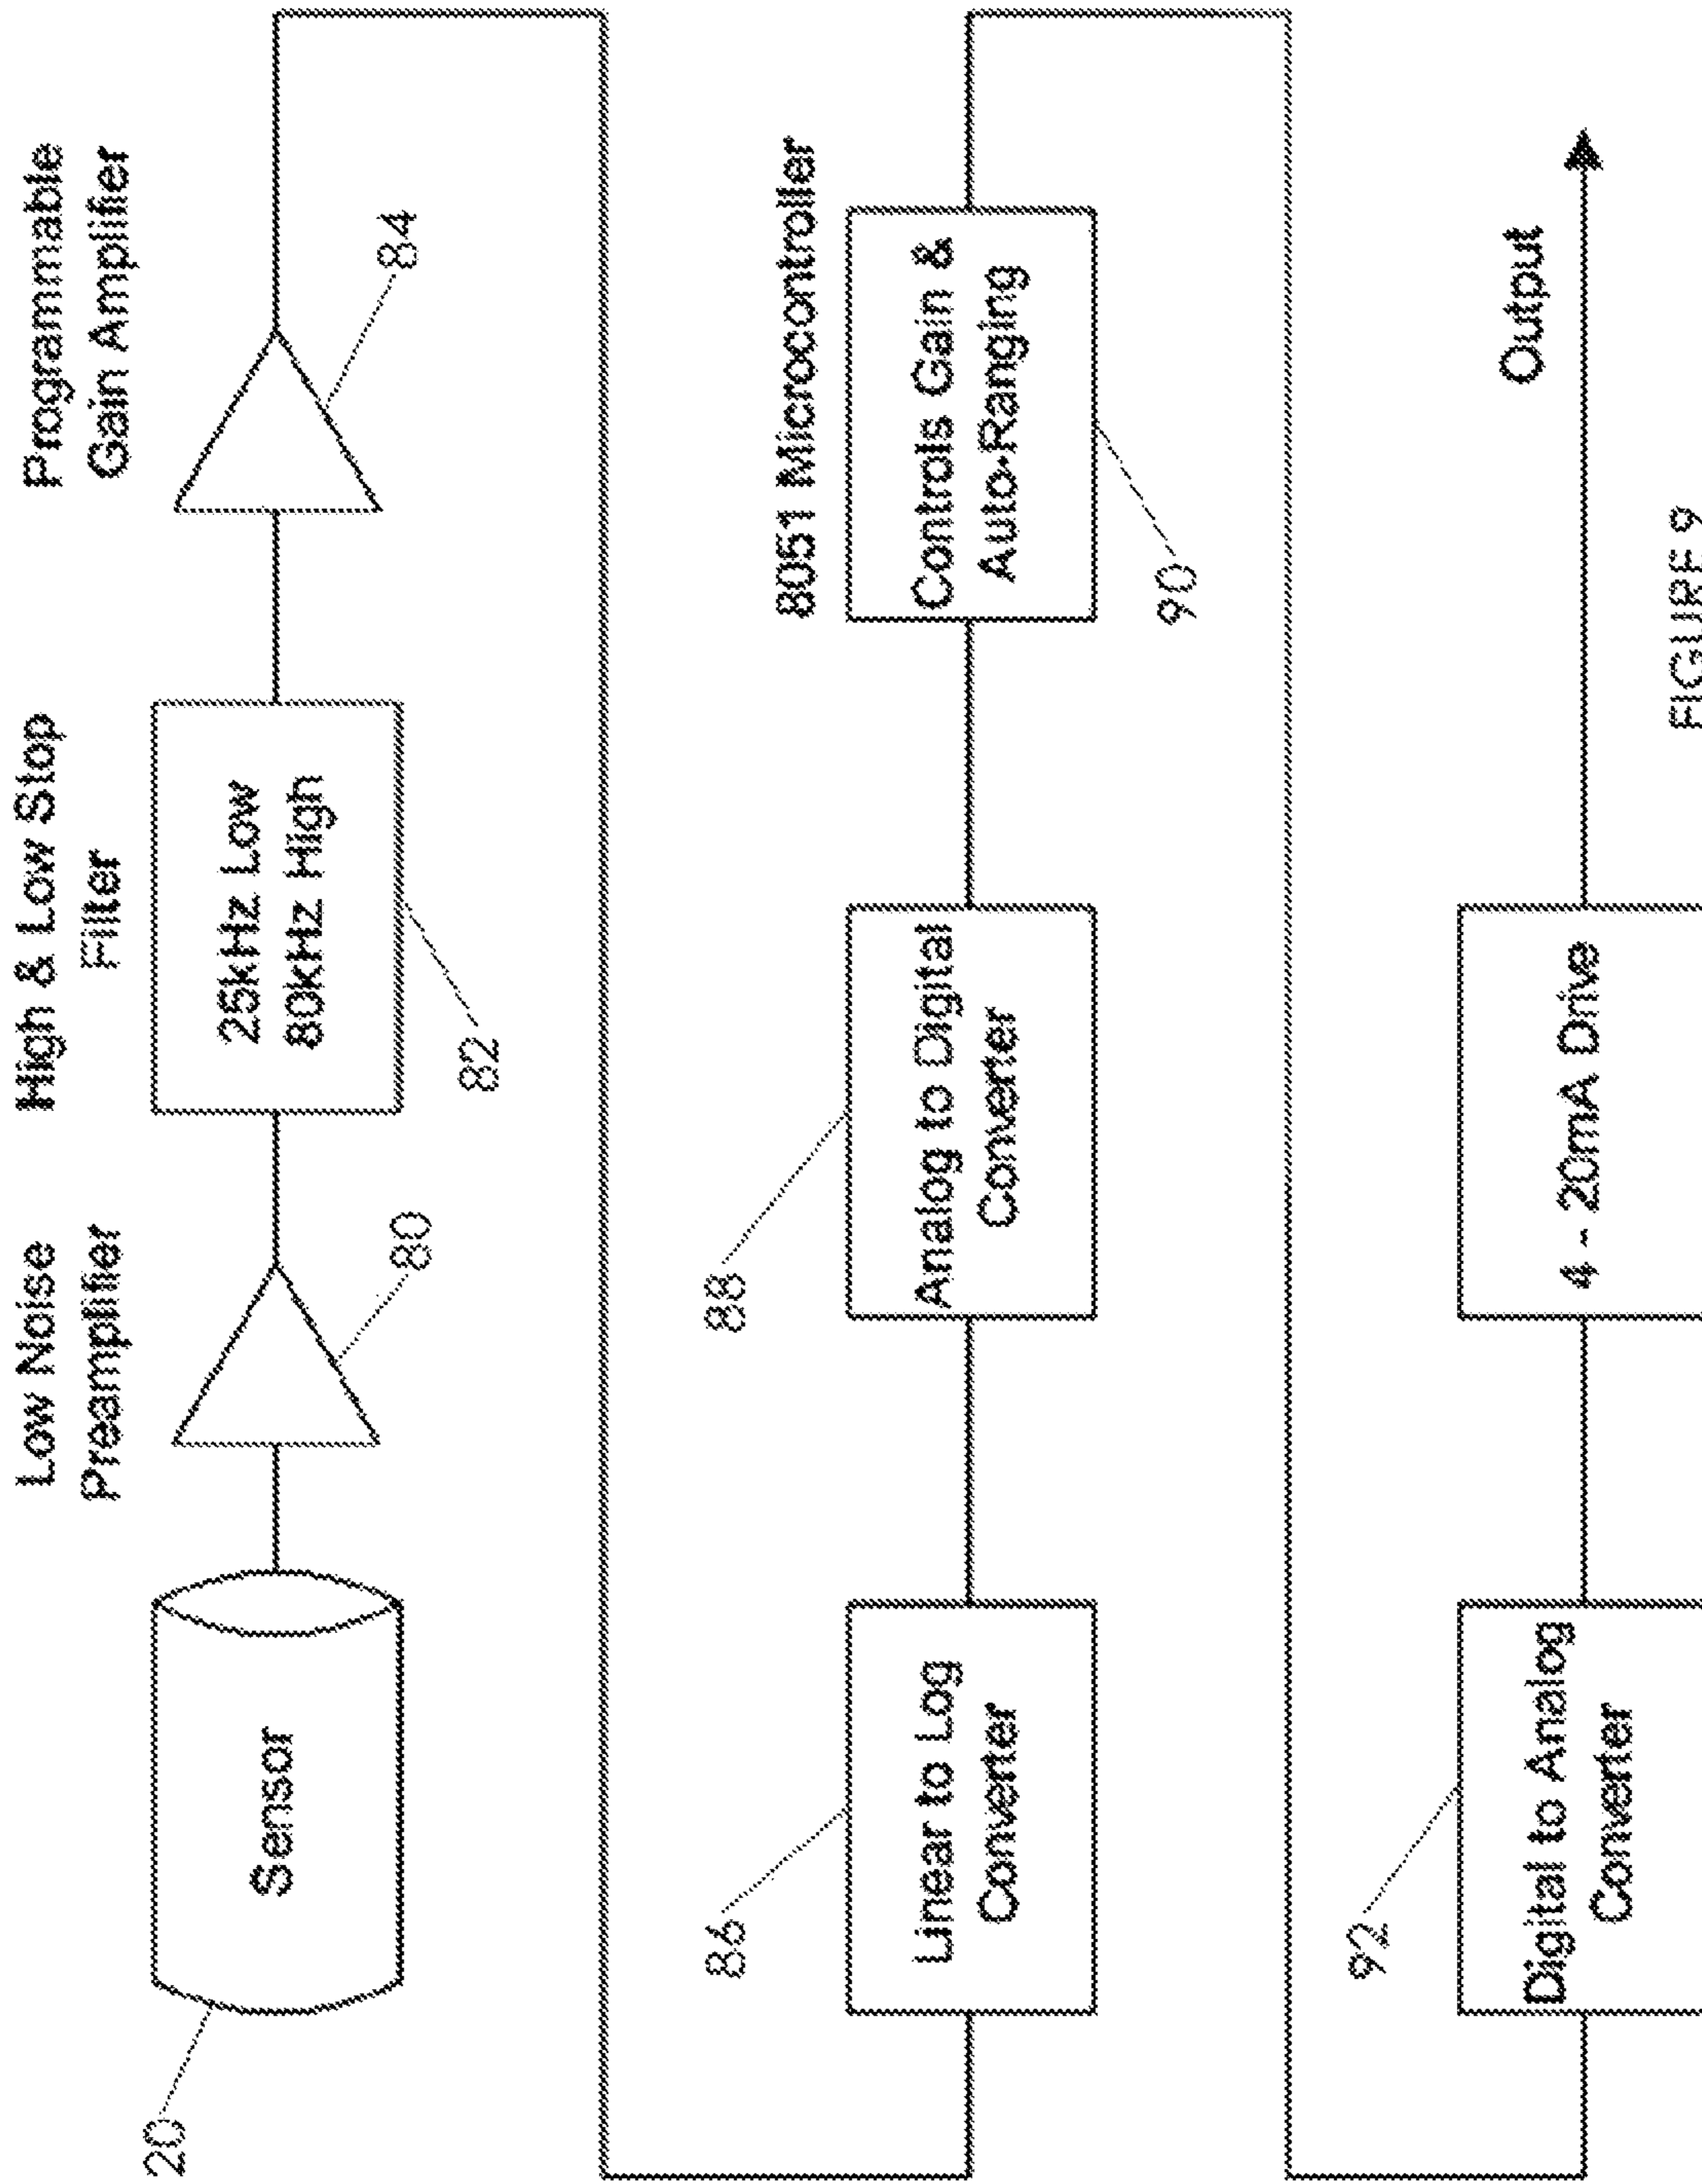 Low Noise
Preamplifier
High & Low Stop
Filter
Programmable
Gain Amplifier
20
Sensor
80
25kHz Low
80kHz High
82
84
8051 Microcontroller
86
Linear to Log
Converter
88
Analog to Digital
Converter
Controls Gain &
Auto-Ranging
90
92
Digital to Analog
Converter
4 - 20mA Drive
Output
FIGURE 9